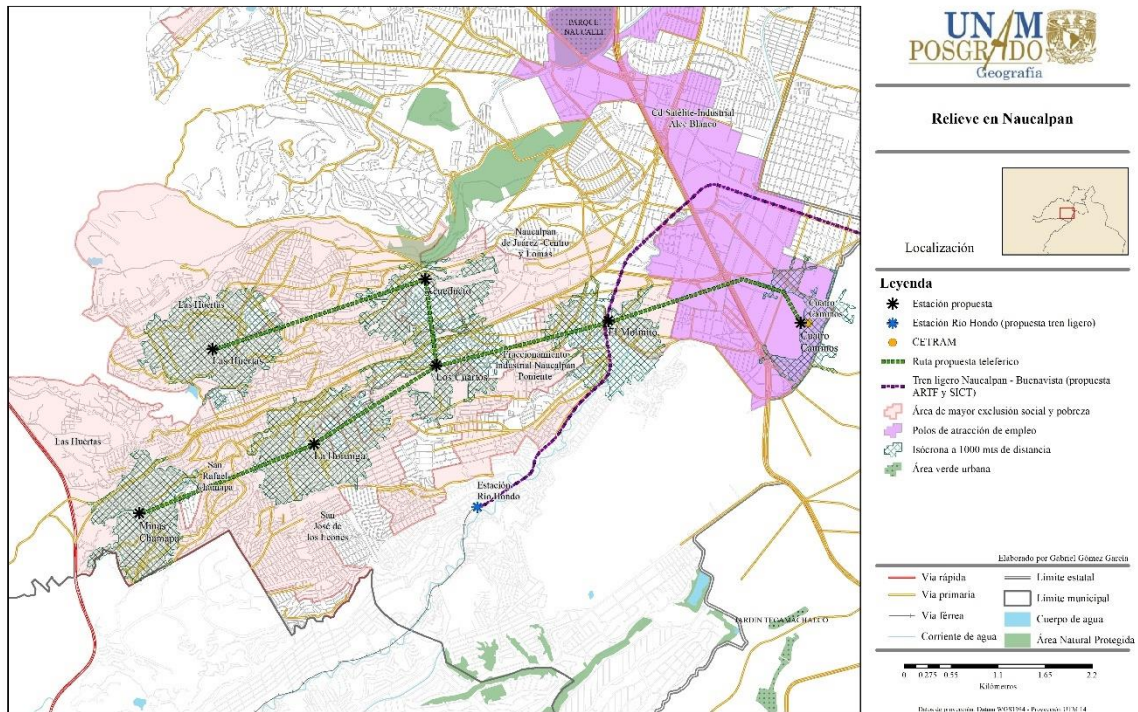 PARQUE
NAUCALLI
Cd Satélite-Industrial
Alce Blanco
Naucalpan
de Juárez -Centro
y Lomas
Las Huertas
Acueducto
Las Huertas
Cuatro
Caminos
Cuatro
Caminos
El Molinito
Los Cuartos
Fraccionamiento
Industrial Naucalpan
Poniente
Las Huertas
San
Rafael
Chamapa
La Hormiga
Minas
Chamapa
San
José de
los Leones
Estación
Río Hondo
JARDIN TECAMACHALCO
UNAM
POSGRADO
Geografía
Relieve en Naucalpan
Localización
Leyenda
Estación propuesta
Estación Río Hondo (propuesta tren ligero)
CETRAM
Ruta propuesta teleférico
Tren ligero Naucalpan - Buenavista (propuesta
ARTF y SICT)
Área de mayor exclusión social y pobreza
Polos de atracción de empleo
Isócrona a 1000 mts de distancia
Área verde urbana
Elaborado por Gabriel Gómez García
Vía rápida
Vía primaria
Vía férrea
Corriente de agua
Límite estatal
Límite municipal
Cuerpo de agua
Área Natural Protegida
0 0.275 0.55 1.1 1.65 2.2
Kilómetros